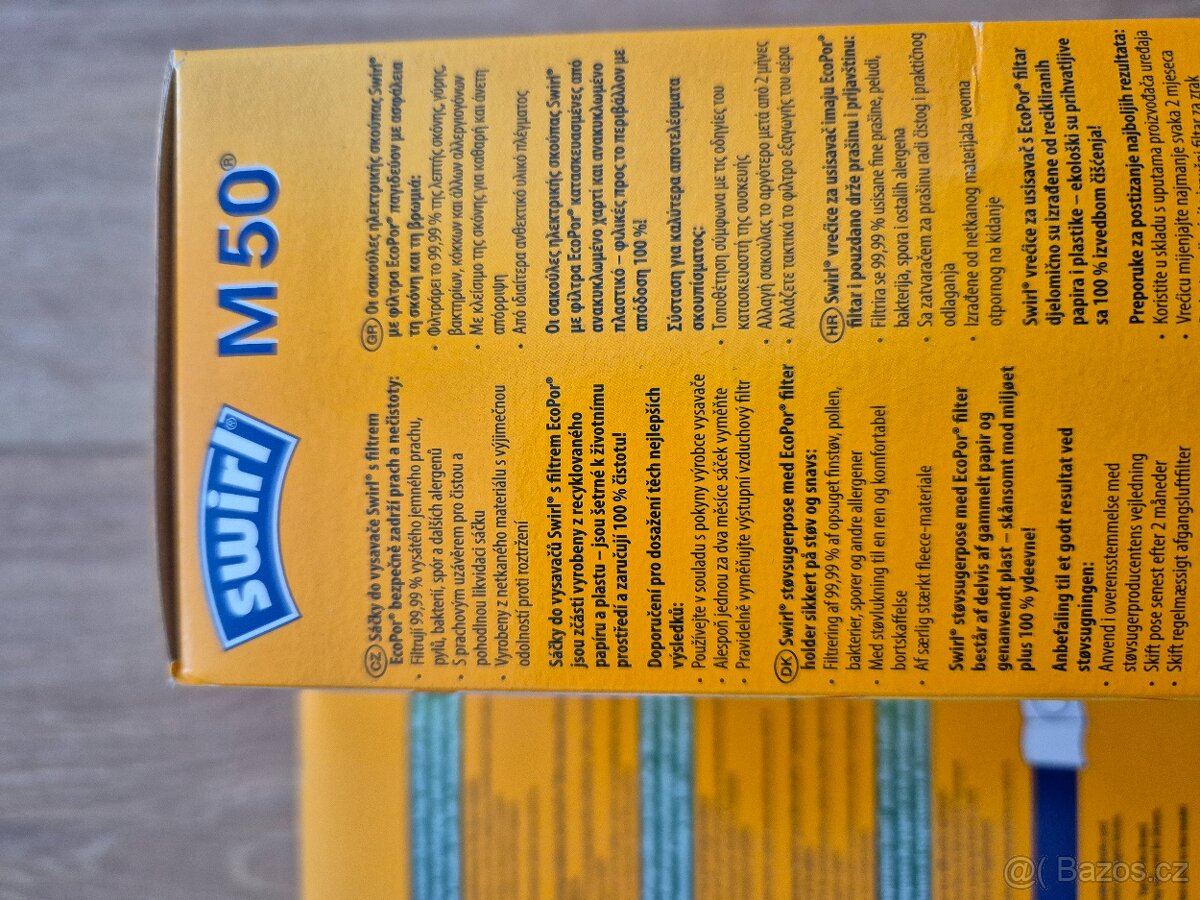 swirl®
M 50®
CZ Sáčky do vysavače Swirl® s filtrem
EcoPor® bezpečně zadrží prach a nečistoty:
• Filtrují 99,99 % vysátého jemného prachu,
pylů, bakterií, spór a dalších alergenů
• S prachovým uzávěrem pro čistou a
pohodlnou likvidaci sáčku
• Vyrobeny z netkaného materiálu s výjimečnou
odolností proti roztržení
Sáčky do vysavačů Swirl® s filtrem EcoPor®
jsou zčásti vyrobeny z recyklovaného
papíru a plastu – jsou šetrné k životnímu
prostředí a zaručují 100 % čistotu!
Doporučení pro dosažení těch nejlepších
výsledků:
• Používejte v souladu s pokyny výrobce vysavače
• Alespoň jednou za dva měsíce sáček vyměňte
• Pravidelně vyměňujte výstupní vzduchový filtr
DK Swirl® støvsugerpose med EcoPor® filter
holder sikkert på støv og snavs:
• Filtrering af 99,99 % af opsuget finstøv, pollen,
bakterier, sporer og andre allergener
• Med støvlukning til en ren og komfortabel
bortskaffelse
• Af særlig stærkt fleece-materiale
Swirl® støvsugerpose med EcoPor® filter
består af delvis af gammelt papir og
genanvendt plast – skånsomt mod miljøet
plus 100 % ydeevne!
Anbefaling til et godt resultat ved
støvsugningen:
• Anvend i overensstemmelse med
støvsugerproducentens vejledning
• Skift pose senest efter 2 måneder
• Skift regelmæssigt afgangsluftfilter
GR Οι σακούλες ηλεκτρικής σκούπας Swirl®
με φίλτρα EcoPor® παγιδεύουν με ασφάλεια
τη σκόνη και τη βρομιά:
• Φιλτράρει το 99,99 % της λεπτής σκόνης, γύρης,
βακτηρίων, κόκκων και άλλων αλλεργιογόνων
• Με κλείσιμο της σκόνης για καθαρή και άνετη
απόρριψη
• Από ιδιαίτερα ανθεκτικό υλικό πλέγματος
Οι σακούλες ηλεκτρικής σκούπας Swirl®
με φίλτρα EcoPor® κατασκευασμένες από
ανακυκλωμένο χαρτί και ανακυκλωμένο
πλαστικό – φιλικές προς το περιβάλλον με
απόδοση 100 %!
Σύσταση για καλύτερα αποτελέσματα
σκουπίσματος:
• Τοποθέτηση σύμφωνα με τις οδηγίες του
κατασκευαστή της συσκευής
• Αλλαγή σακούλας το αργότερο μετά από 2 μήνες
• Αλλάζετε τακτικά το φίλτρο εξαγωγής του αέρα
HR Swirl® vrećice za usisavač imaju EcoPor®
filtar i pouzdano drže prašinu i prljavštinu:
• Filtrira se 99,99 % usisane fine prašine, peludi,
bakterija, spora i ostalih alergena
• Sa zatvaračem za prašinu radi čistog i praktičnog
odlaganja
• Izrađene od netkanog materijala veoma
otpornog na kidanje
Swirl® vrećice za usisavač s EcoPor® filtar
djelomično su izrađene od recikliranih
papira i plastike – ekološki su prihvatljive
sa 100 % izvedbom čišćenja!
Preporuke za postizanje najboljih rezultata:
• Koristite u skladu s uputama proizvođača uređaja
• Vrećicu mijenjajte najmanje svaka 2 mjeseca
Bazos.cz